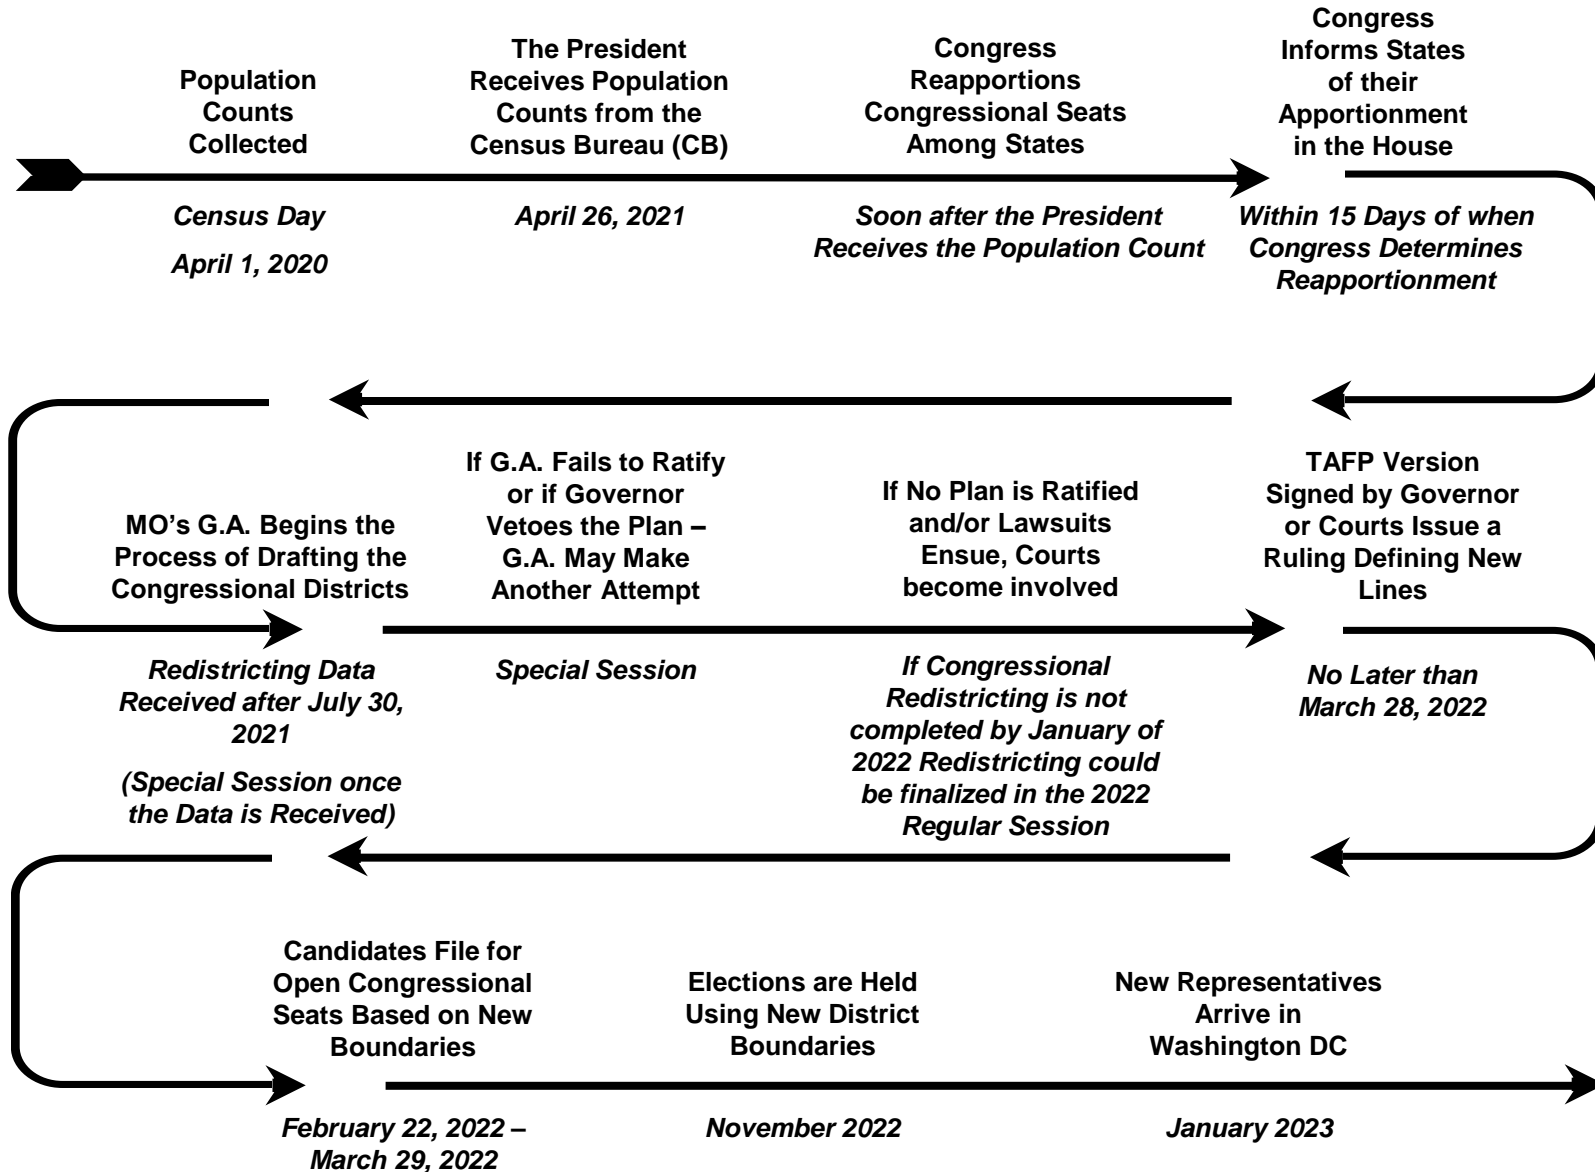 Population
Counts
Collected
The President
Receives Population
Counts from the
Census Bureau (CB)
Congress
Reapportions
Congressional Seats
Among States
Congress
Informs States
of their
Apportionment
in the House
Census Day
April 1, 2020
April 26, 2021
Soon after the President
Receives the Population Count
Within 15 Days of when
Congress Determines
Reapportionment
MO’s G.A. Begins the
Process of Drafting the
Congressional Districts
If G.A. Fails to Ratify
or if Governor
Vetoes the Plan –
G.A. May Make
Another Attempt
If No Plan is Ratified
and/or Lawsuits
Ensue, Courts
become involved
TAFP Version
Signed by Governor
or Courts Issue a
Ruling Defining New
Lines
Redistricting Data
Received after July 30,
2021
(Special Session once
the Data is Received)
Special Session
If Congressional
Redistricting is not
completed by January of
2022 Redistricting could
be finalized in the 2022
Regular Session
No Later than
March 28, 2022
Candidates File for
Open Congressional
Seats Based on New
Boundaries
Elections are Held
Using New District
Boundaries
New Representatives
Arrive in
Washington DC
February 22, 2022 –
March 29, 2022
November 2022
January 2023